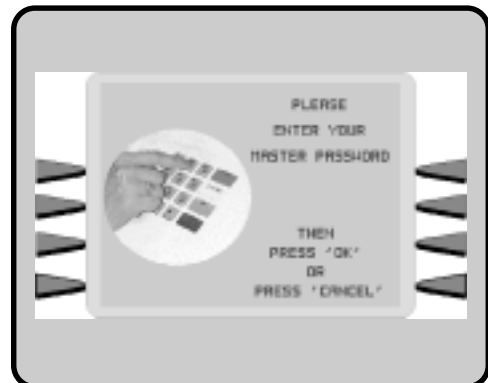 PLEASE
ENTER YOUR
MASTER PASSWORD
THEN
PRESS 'OK'
OR
PRESS 'CANCEL'